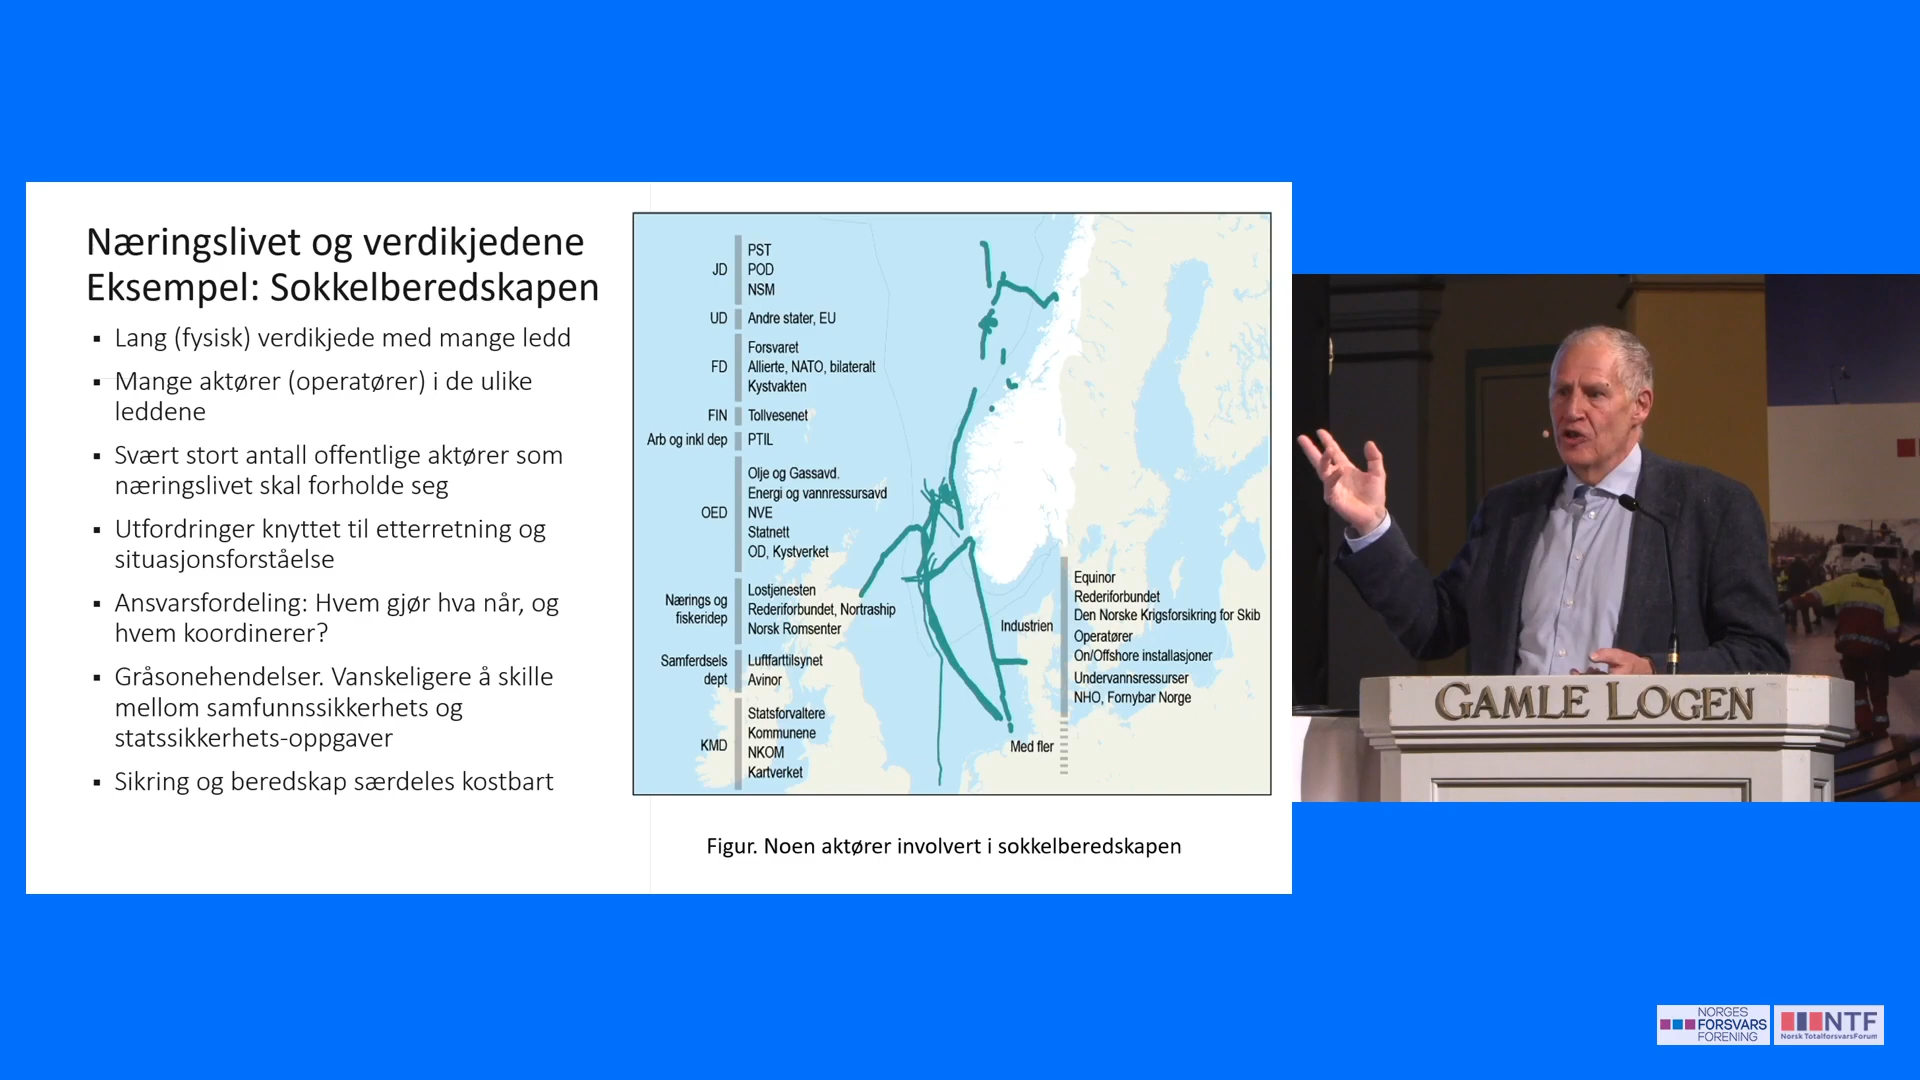 Næringslivet og verdikjedene
Eksempel: Sokkelberedskapen
▪ Lang (fysisk) verdikjede med mange ledd
▪ Mange aktører (operatører) i de ulike
leddene
▪ Svært stort antall offentlige aktører som
næringslivet skal forholde seg
▪ Utfordringer knyttet til etterretning og
situasjonsforståelse
▪ Ansvarsfordeling: Hvem gjør hva når, og
hvem koordinerer?
▪ Gråsonehendelser. Vanskeligere å skille
mellom samfunnssikkerhets og
statssikkerhets-oppgaver
▪ Sikring og beredskap særdeles kostbart
JD
PST
POD
NSM
UD
Andre stater, EU
FD
Forsvaret
Allierte, NATO, bilateralt
Kystvakten
FIN
Tollvesenet
Arb og inkl dep
PTIL
OED
Olje og Gassavd.
Energi og vannressursavd
NVE
Statnett
OD, Kystverket
Nærings og
fiskeridep
Lostjenesten
Rederiforbundet, Nortraship
Norsk Romsenter
Samferdsels
dept
Luftfarttilsynet
Avinor
KMD
Statsforvaltere
Kommunene
NKOM
Kartverket
Industrien
Equinor
Rederiforbundet
Den Norske Krigsforsikring for Skib
Operatører
On/Offshore installasjoner
Undervannsressurser
NHO, Fornybar Norge
Med fler
Figur. Noen aktører involvert i sokkelberedskapen
GAMLE LOGEN
NORGES
FORSVARS
FORENING
NTF
Norsk TotalforsvarsForum